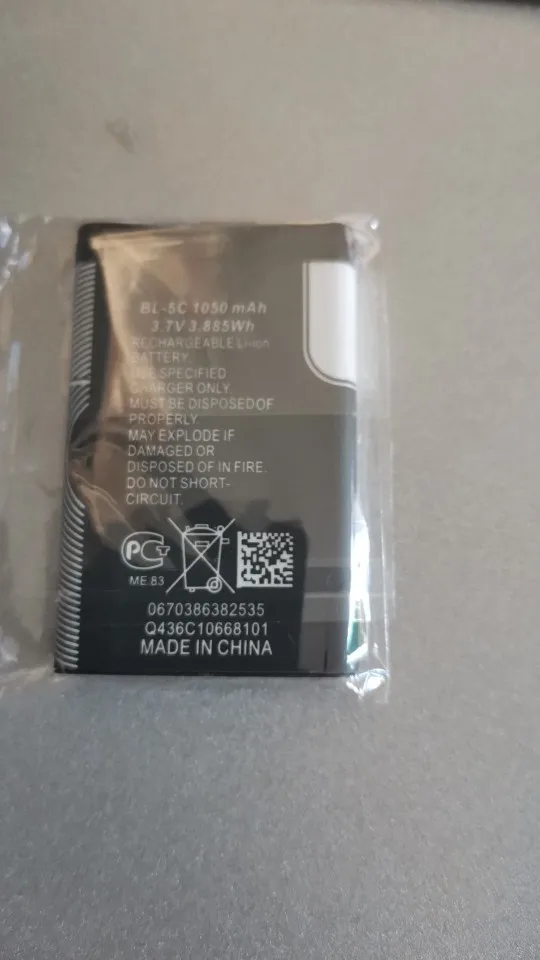 BL-5C 1050 mAh
3.7V 3.885Wh
RECHARGEABLE Li-ion
BATTERY.
USE SPECIFIED
CHARGER ONLY.
MUST BE DISPOSED OF
PROPERLY.
MAY EXPLODE IF
DAMAGED OR
DISPOSED OF IN FIRE.
DO NOT SHORT-
CIRCUIT.
PCT
ME 83
0670386382535
Q436C10668101
MADE IN CHINA